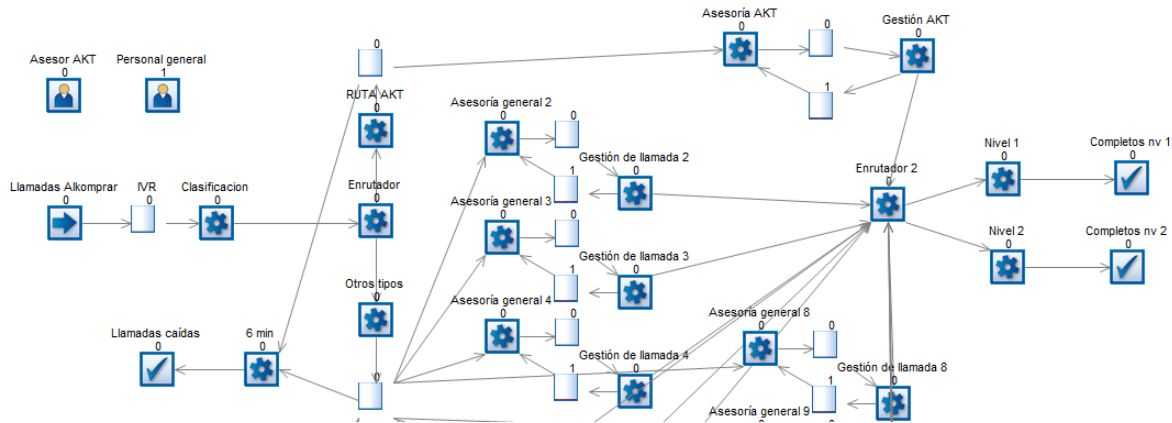 Asesoría AKT
0
0
Gestión AKT
0
1
Asesor AKT
0
Personal general
1
0
RUTA AKT
0
Asesoría general 2
0
0
1
Gestión de llamada 2
0
Llamadas Alkomprar
0
IVR
0
Clasificacion
0
Enrutador
0
Asesoría general 3
0
0
1
Gestión de llamada 3
0
Enrutador 2
0
Nivel 1
0
Completos nv 1
0
Nivel 2
0
Completos nv 2
0
Otros tipos
0
Asesoría general 4
0
0
1
Gestión de llamada 4
0
Llamadas caídas
0
6 min
0
0
Asesoría general 8
0
0
1
Gestión de llamada 8
0
Asesoría general 9
0
0